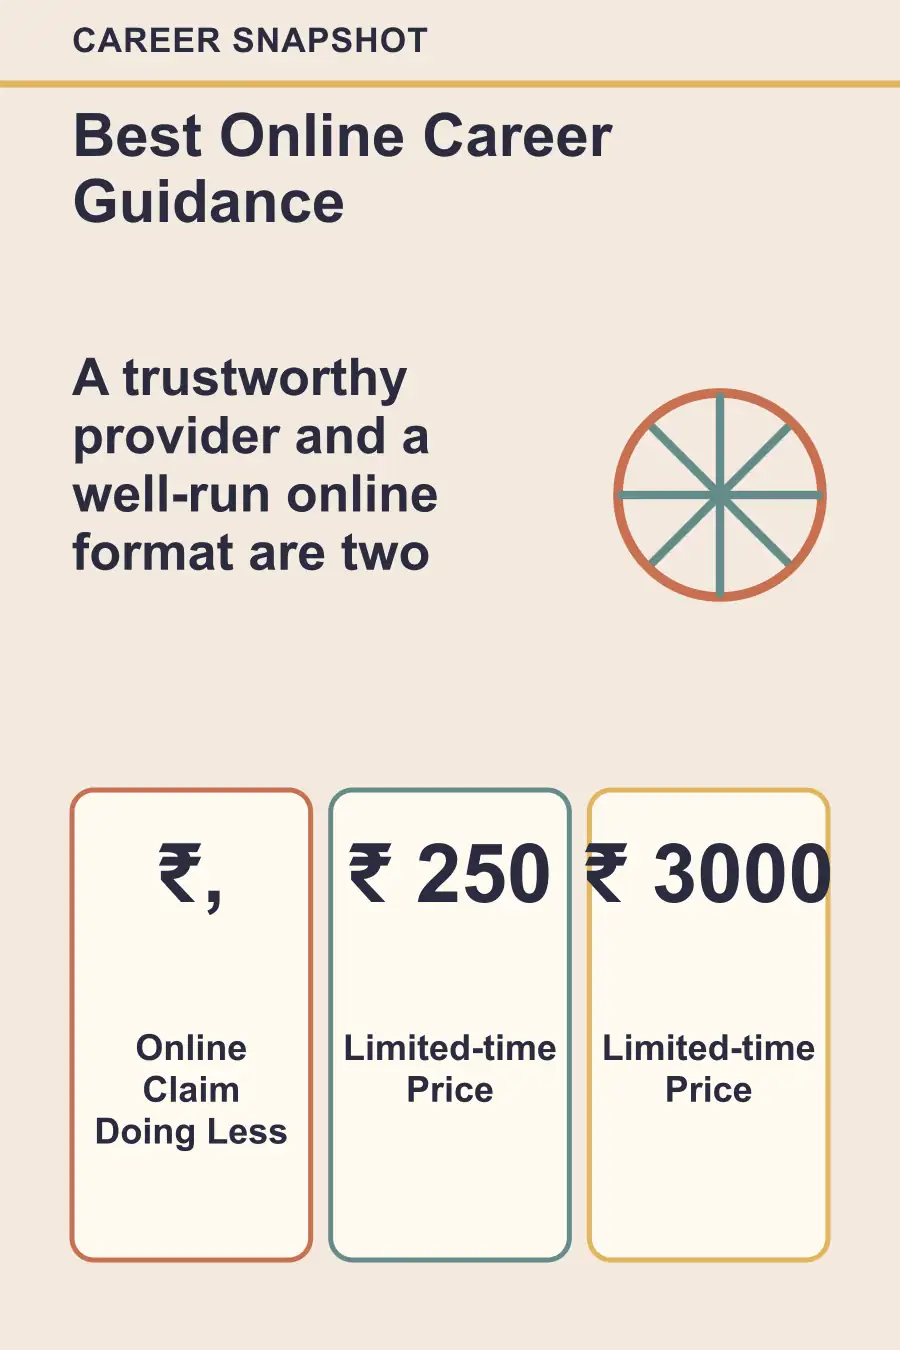 CAREER SNAPSHOT
Best Online Career
Guidance
A trustworthy
provider and a
well-run online
format are two
₹,
Online
Claim
Doing Less
₹ 250
Limited-time
Price
₹ 3000
Limited-time
Price